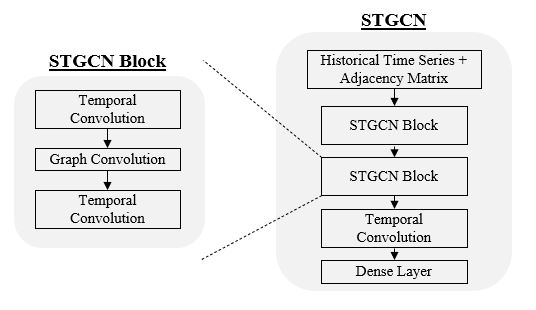 STGCN Block
Temporal
Convolution
Graph Convolution
Temporal
Convolution
STGCN
Historical Time Series +
Adjacency Matrix
STGCN Block
STGCN Block
Temporal
Convolution
Dense Layer